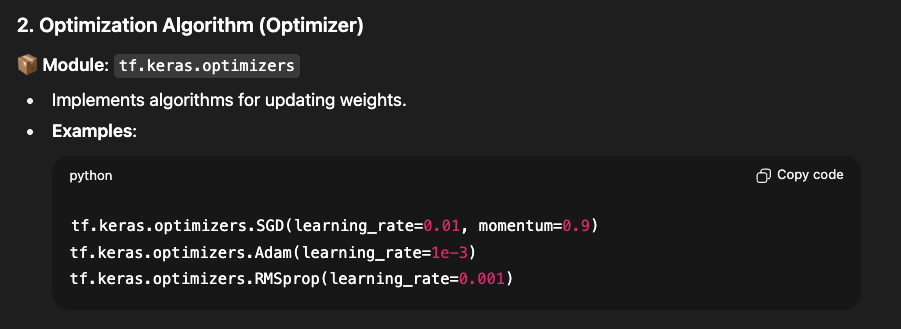 2. Optimization Algorithm (Optimizer)
📦 Module: tf.keras.optimizers
• Implements algorithms for updating weights.
• Examples:
python Copy code
tf.keras.optimizers.SGD(learning_rate=0.01, momentum=0.9)
tf.keras.optimizers.Adam(learning_rate=1e-3)
tf.keras.optimizers.RMSprop(learning_rate=0.001)